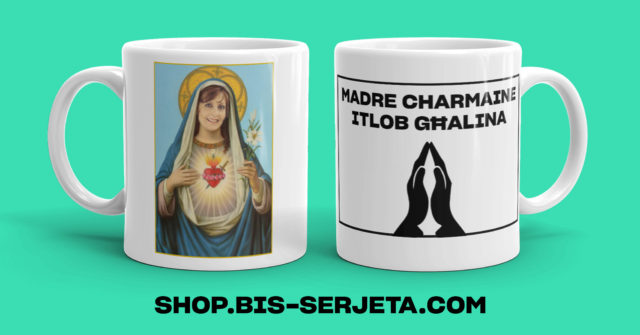 MADRE CHARMAINE
ITLOB GĦALINA
SHOP.BIS-SERJETA.COM